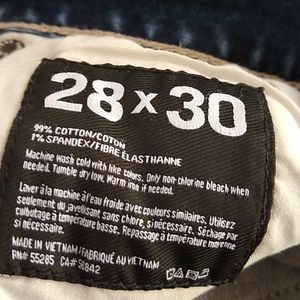 28 x 30
99% COTTON/COTON
1% SPANDEX/FIBRE ÉLASTHANNE
Machine wash cold with like colors. Only non-chlorine bleach when
needed. Tumble dry low. Warm iron if needed.
Laver à la machine à l'eau froide avec couleurs similaires. Utilisez
seulement du javellisant sans chlore, si nécessaire. Séchage par
culbutage à température basse. Repassage à température moyenne
si nécessaire.
MADE IN VIETNAM/FABRIQUÉ AU VIETNAM
RN# 55285 CA# 56842